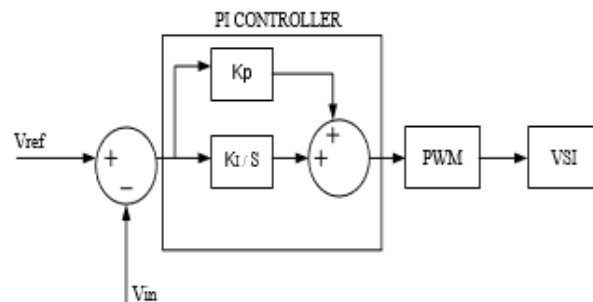 PI CONTROLLER
Kp
+
Vref
+
KI / S
+
PWM
VSI
−
Vin